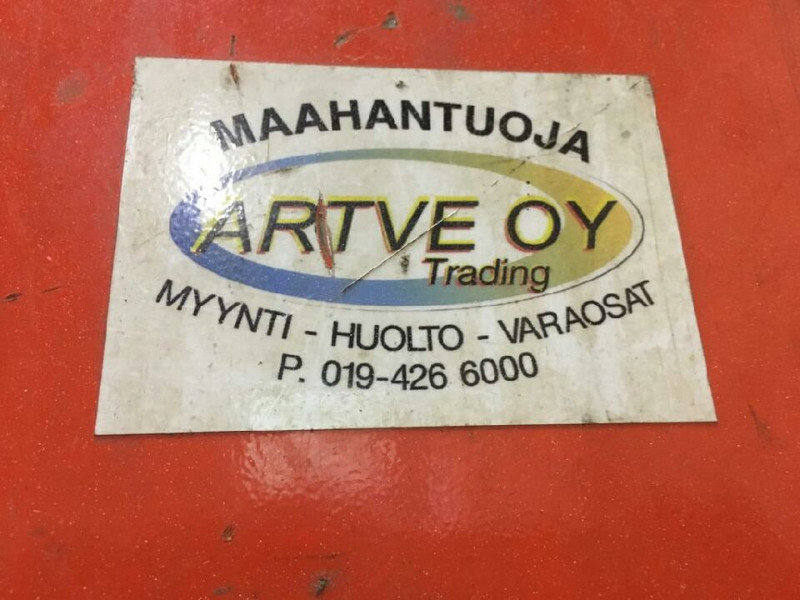 MAAHANTUOJA
ARTVE OY
Trading
MYYNTI - HUOLTO - VARAOSAT
P. 019-426 6000